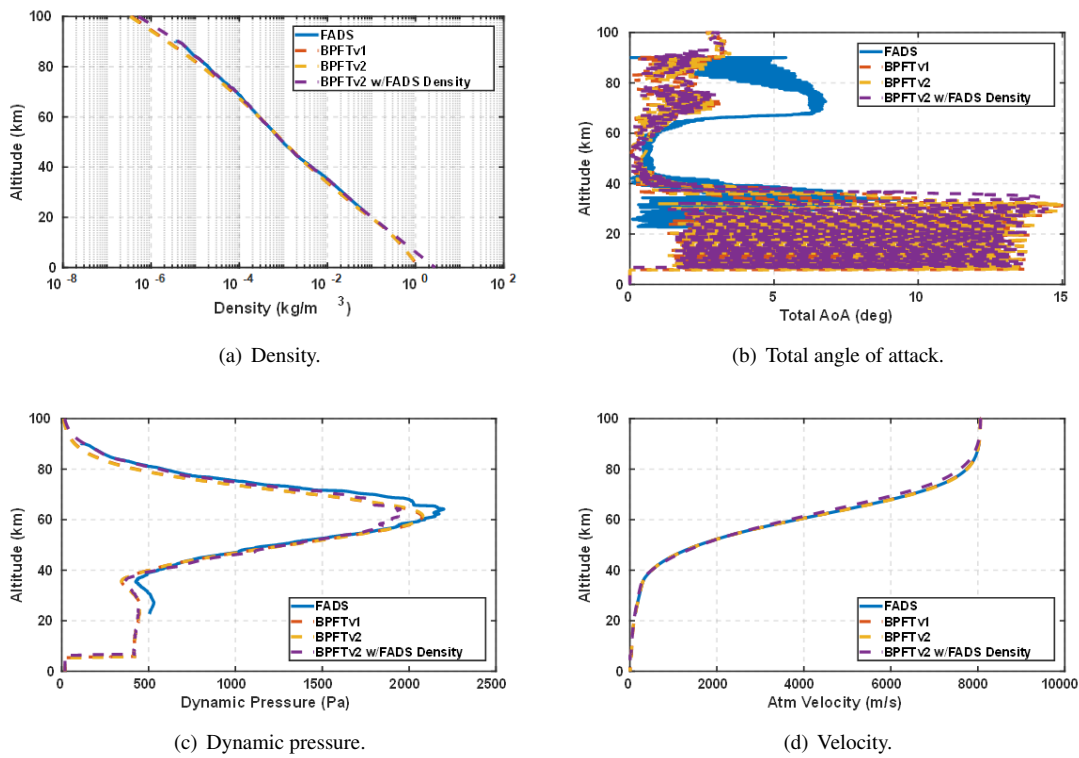 100
80
60
40
20
0
Altitude (km)
10 -8
10 -6
10 -4
10 -2
10 0
10 2
Density (kg/m 3)
FADS
BPFTv1
BPFTv2
BPFTv2 w/FADS Density
(a) Density.
100
80
60
40
20
0
Altitude (km)
0
5
10
15
Total AoA (deg)
FADS
BPFTv1
BPFTv2
BPFTv2 w/FADS Density
(b) Total angle of attack.
100
80
60
40
20
0
Altitude (km)
0
500
1000
1500
2000
2500
Dynamic Pressure (Pa)
FADS
BPFTv1
BPFTv2
BPFTv2 w/FADS Density
(c) Dynamic pressure.
100
80
60
40
20
0
Altitude (km)
0
2000
4000
6000
8000
10000
Atm Velocity (m/s)
FADS
BPFTv1
BPFTv2
BPFTv2 w/FADS Density
(d) Velocity.